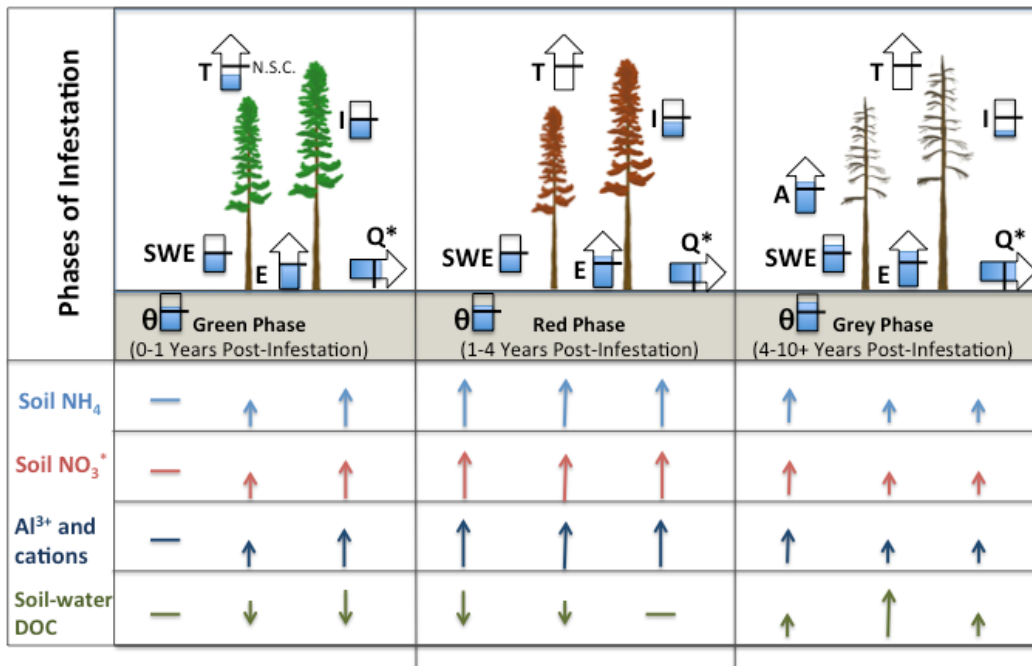 Phases of Infestation
T
N.S.C.
I
SWE
E
Q*
θ
Green Phase
(0-1 Years Post-Infestation)
T
I
SWE
E
Q*
θ
Red Phase
(1-4 Years Post-Infestation)
T
I
A
SWE
E
Q*
θ
Grey Phase
(4-10+ Years Post-Infestation)
Soil NH₄
Soil NO₃*
Al³⁺ and
cations
Soil-water
DOC